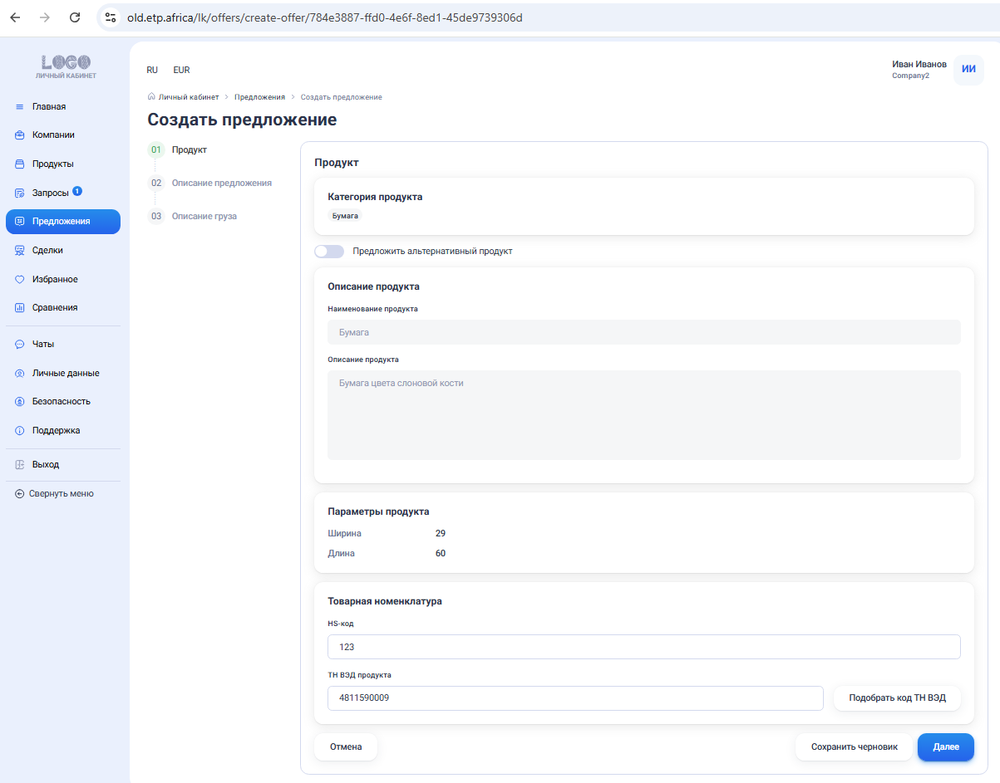 old.etp.africa/lk/offers/create-offer/784e3887-ffd0-4e6f-8ed1-45de9739306d
LOGO
ЛИЧНЫЙ КАБИНЕТ
Главная
Компании
Продукты
Запросы 1
Предложения
Сделки
Избранное
Сравнения
Чаты
Личные данные
Безопасность
Поддержка
Выход
Свернуть меню
RU EUR
Иван Иванов
Company2
ИИ
Личный кабинет > Предложения > Создать предложение
Создать предложение
01 Продукт
02 Описание предложения
03 Описание груза
Продукт
Категория продукта
Бумага
Предложить альтернативный продукт
Описание продукта
Наименование продукта
Бумага
Описание продукта
Бумага цвета слоновой кости
Параметры продукта
Ширина 29
Длина 60
Товарная номенклатура
HS-код
123
ТН ВЭД продукта
4811590009
Подобрать код ТН ВЭД
Отмена
Сохранить черновик
Далее